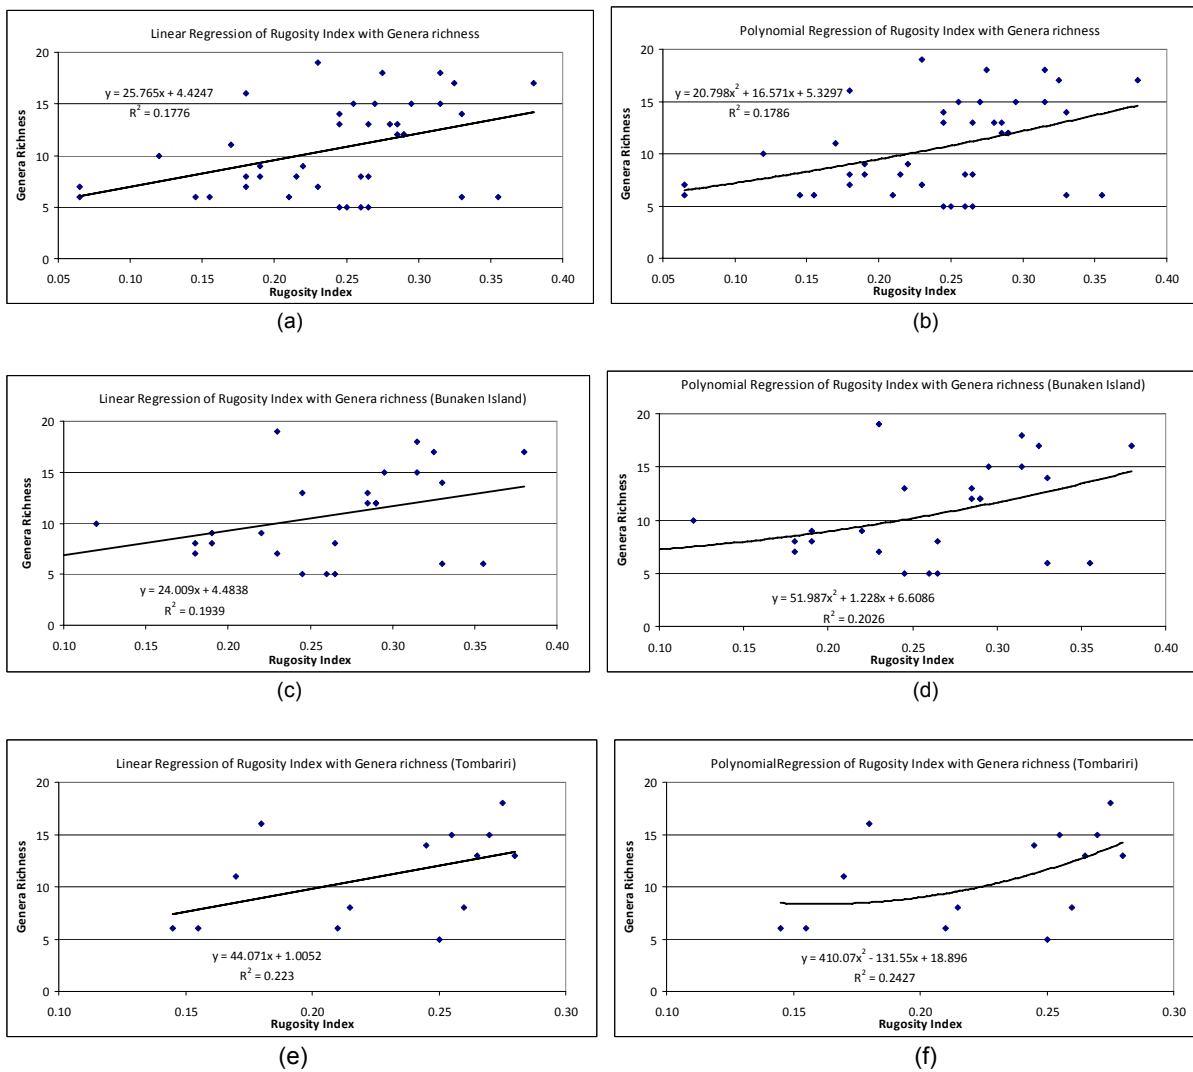 Linear Regression of Rugosity Index with Genera richness
20
15
10
5
0
Genera Richness
y = 25.765x + 4.4247
R² = 0.1776
0.05 0.10 0.15 0.20 0.25 0.30 0.35 0.40
Rugosity Index
(a)
Polynomial Regression of Rugosity Index with Genera richness
20
15
10
5
0
Genera Richness
y = 20.798x² + 16.571x + 5.3297
R² = 0.1786
0.05 0.10 0.15 0.20 0.25 0.30 0.35 0.40
Rugosity Index
(b)
Linear Regression of Rugosity Index with Genera richness (Bunaken Island)
20
15
10
5
0
Genera Richness
y = 24.009x + 4.4838
R² = 0.1939
0.10 0.15 0.20 0.25 0.30 0.35 0.40
Rugosity Index
(c)
Polynomial Regression of Rugosity Index with Genera richness (Bunaken Island)
20
15
10
5
0
Genera Richness
y = 51.987x² + 1.228x + 6.6086
R² = 0.2026
0.10 0.15 0.20 0.25 0.30 0.35 0.40
Rugosity Index
(d)
Linear Regression of Rugosity Index with Genera richness (Tombariri)
20
15
10
5
0
Genera Richness
y = 44.071x + 1.0052
R² = 0.223
0.10 0.15 0.20 0.25 0.30
Rugosity Index
(e)
PolynomialRegression of Rugosity Index with Genera richness (Tombariri)
20
15
10
5
0
Genera Richness
y = 410.07x² - 131.55x + 18.896
R² = 0.2427
0.10 0.15 0.20 0.25 0.30
Rugosity Index
(f)